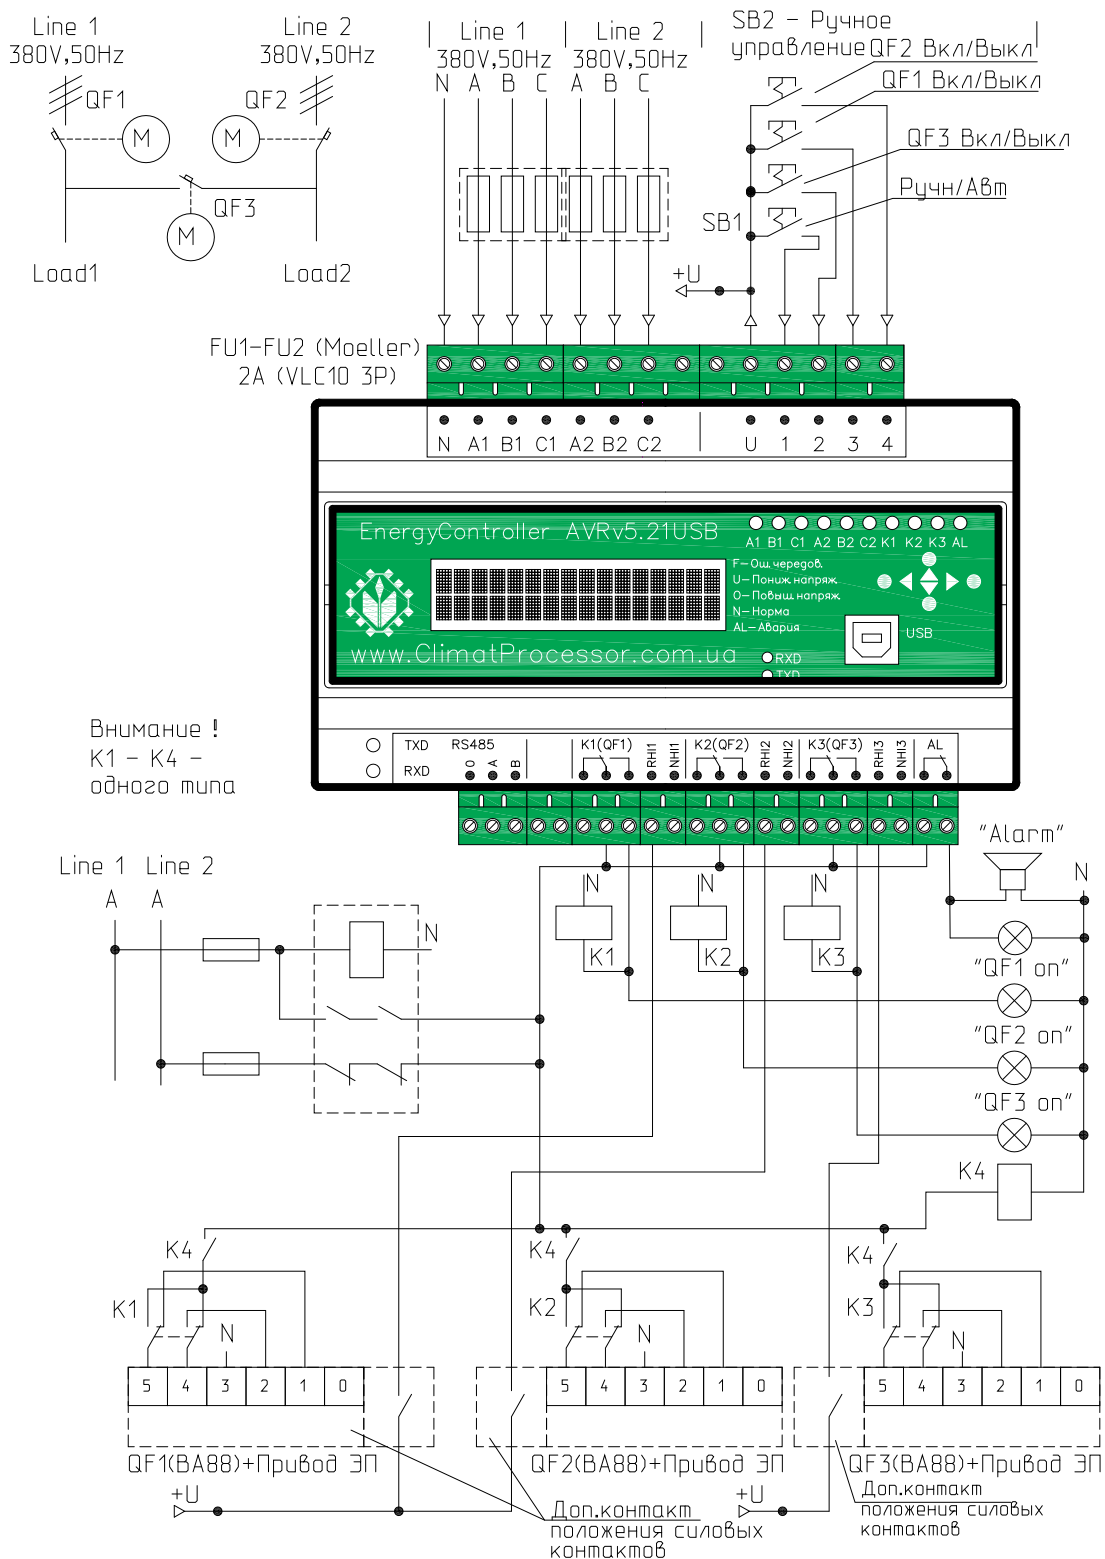 Line 1
380V,50Hz
Line 2
380V,50Hz
QF1
QF2
M
M
QF3
M
Load1
Load2
Line 1
380V,50Hz
Line 2
380V,50Hz
N A B C A B C
SB2 - Ручное
управление
QF2 Вкл/Выкл
QF1 Вкл/Выкл
QF3 Вкл/Выкл
Ручн/Авт
SB1
+U
FU1-FU2 (Moeller)
2A (VLC10 3P)
N A1 B1 C1 A2 B2 C2 U 1 2 3 4
EnergyController AVRv5.21USB
A1 B1 C1 A2 B2 C2 K1 K2 K3 AL
F-Ош. чередов.
U-Пониж напряж
O-Повыш. напряж
N-Норма
AL-Авария
USB
www.ClimatProcessor.com.ua
RXD
TXD
Внимание !
K1 - K4 -
одного типа
TXD RS485
RXD
0 A B
K1(QF1) RHI1 NHI1 K2(QF2) RHI2 NHI2 K3(QF3) RHI3 NHI3 AL
"Alarm"
N
Line 1 Line 2
A A
N
N
K1
N
K2
N
K3
"QF1 on"
"QF2 on"
"QF3 on"
K4
K4
K1
N
5 4 3 2 1 0
QF1(BA88)+Привод ЭП
K4
K2
N
5 4 3 2 1 0
QF2(BA88)+Привод ЭП
K4
K3
N
5 4 3 2 1 0
QF3(BA88)+Привод ЭП
+U
Доп.контакт
положения силовых
контактов
+U
Доп.контакт
положения силовых
контактов